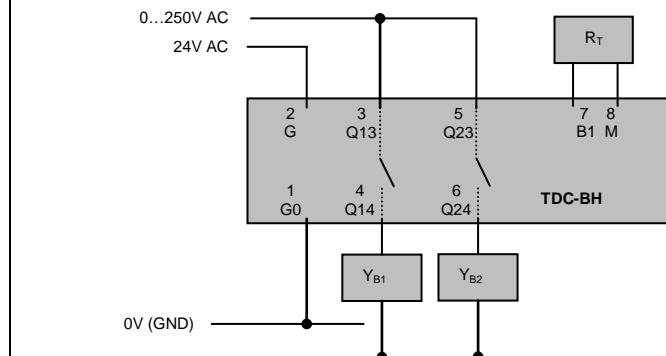 0…250V AC
24V AC
R_T
2 3 5 7 8
G Q13 Q23 B1 M
1 4 6
G0 Q14 Q24
TDC-BH
Y_B1 Y_B2
0V (GND)